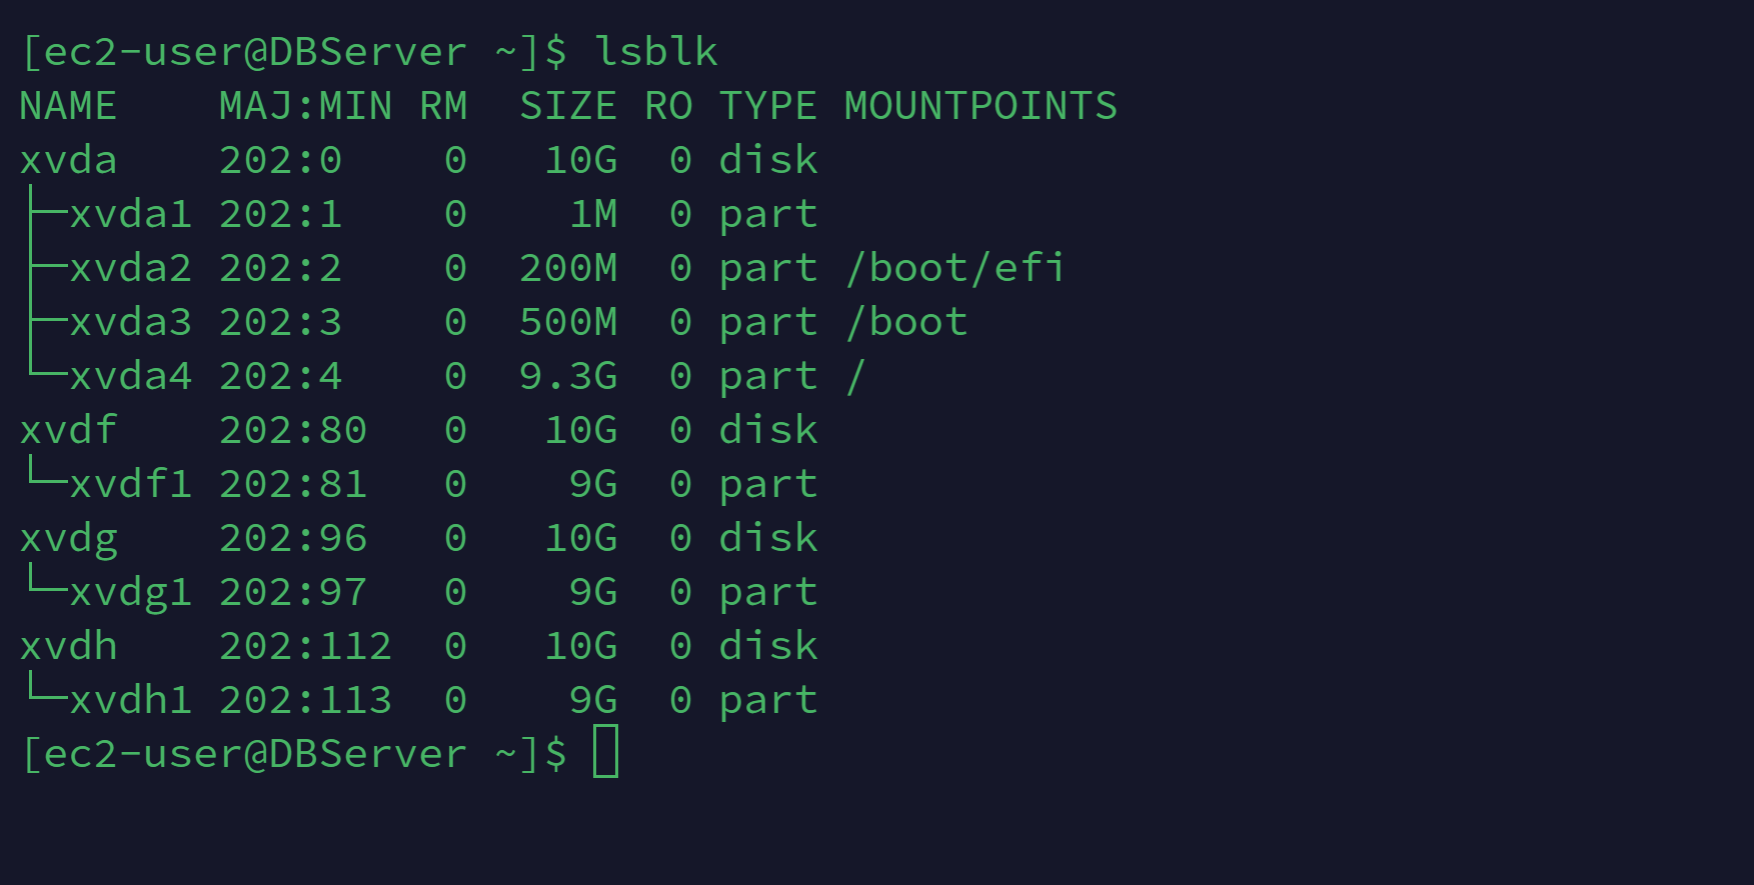 [ec2-user@DBServer ~]$ lsblk
NAME    MAJ:MIN RM  SIZE RO TYPE MOUNTPOINTS
xvda    202:0    0   10G  0 disk
├─xvda1 202:1    0    1M  0 part
├─xvda2 202:2    0  200M  0 part /boot/efi
├─xvda3 202:3    0  500M  0 part /boot
└─xvda4 202:4    0  9.3G  0 part /
xvdf    202:80   0   10G  0 disk
└─xvdf1 202:81   0    9G  0 part
xvdg    202:96   0   10G  0 disk
└─xvdg1 202:97   0    9G  0 part
xvdh    202:112  0   10G  0 disk
└─xvdh1 202:113  0    9G  0 part
[ec2-user@DBServer ~]$